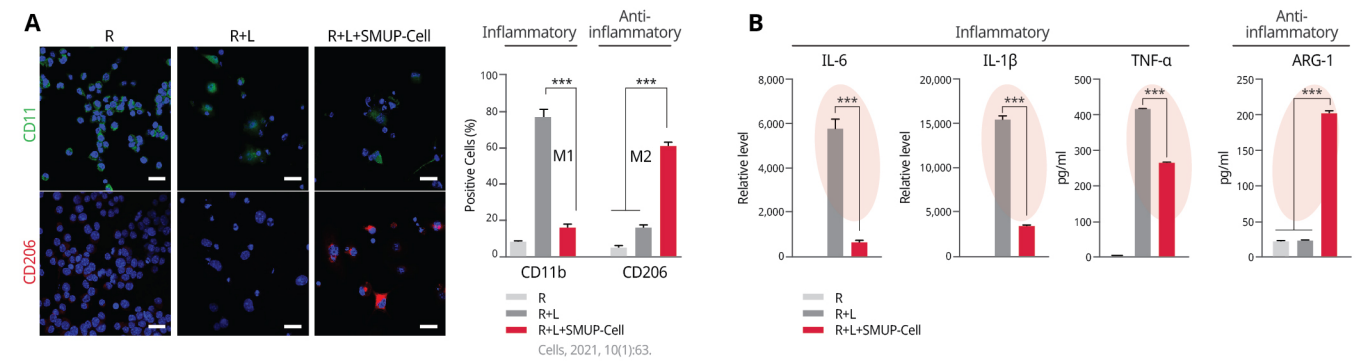 A
R
R+L
R+L+SMUP-Cell
CD11
CD206
Inflammatory
Anti-
inflammatory
Positive Cells (%)
100
80
60
40
20
0
***
***
M1
M2
CD11b
CD206
R
R+L
R+L+SMUP-Cell
Cells, 2021, 10(1):63.
B
Inflammatory
Anti-
inflammatory
IL-6
Relative level
8,000
6,000
4,000
2,000
0
***
IL-1β
Relative level
20,000
15,000
10,000
5,000
0
***
TNF-α
pg/ml
500
400
300
200
100
0
***
ARG-1
pg/ml
250
200
150
100
50
0
***
R
R+L
R+L+SMUP-Cell